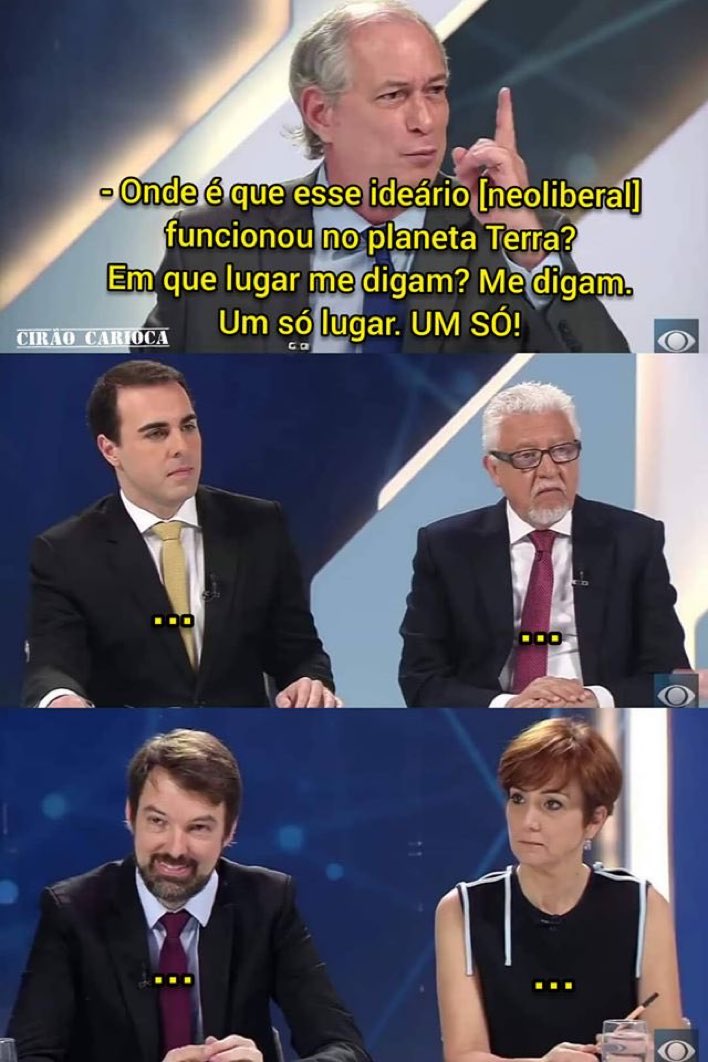 - Onde é que esse ideário [neoliberal]
funcionou no planeta Terra?
Em que lugar me digam? Me digam.
Um só lugar. UM SÓ!
CIRÃO CARIOCA
...
...
...
...